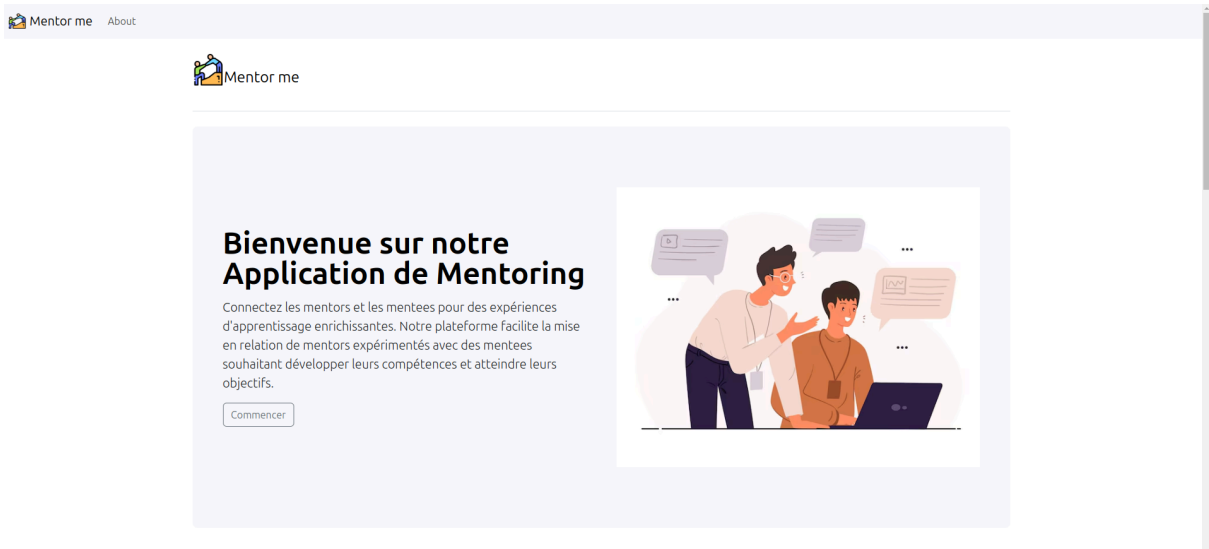 Mentor me About
Mentor me
Bienvenue sur notre
Application de Mentoring
Connectez les mentors et les mentees pour des expériences
d'apprentissage enrichissantes. Notre plateforme facilite la mise
en relation de mentors expérimentés avec des mentees
souhaitant développer leurs compétences et atteindre leurs
objectifs.
Commencer